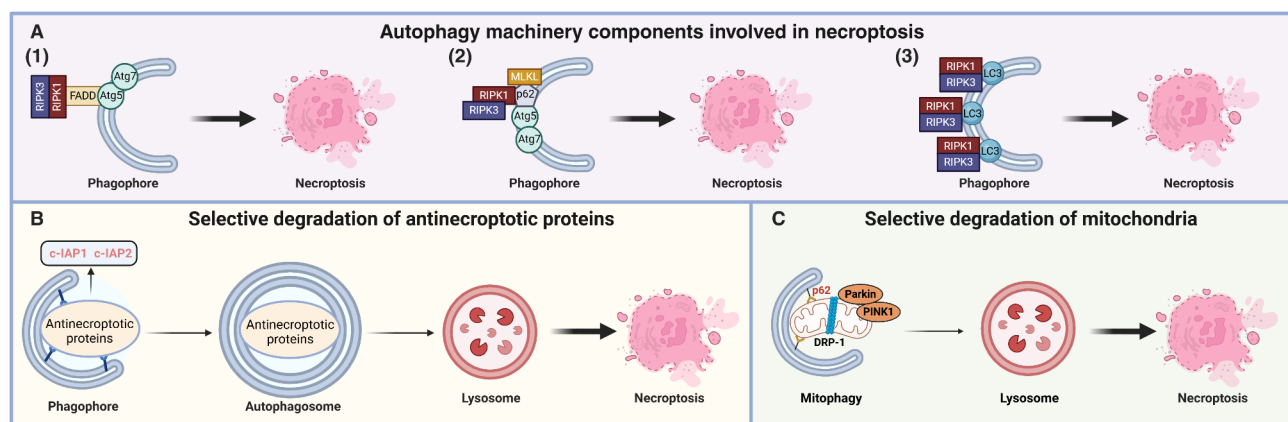 A
Autophagy machinery components involved in necroptosis
(1)
RIPK3
RIPK1
FADD
Atg5
Atg7
Phagophore
Necroptosis
(2)
MLKL
RIPK1
p62
RIPK3
Atg5
Atg7
Phagophore
Necroptosis
(3)
RIPK1
LC3
RIPK3
RIPK1
LC3
RIPK3
RIPK1
LC3
RIPK3
Phagophore
Necroptosis
B
Selective degradation of antinecroptotic proteins
c-IAP1 c-IAP2
Antinecroptotic
proteins
Phagophore
Antinecroptotic
proteins
Autophagosome
Lysosome
Necroptosis
C
Selective degradation of mitochondria
p62
Parkin
PINK1
DRP-1
Mitophagy
Lysosome
Necroptosis